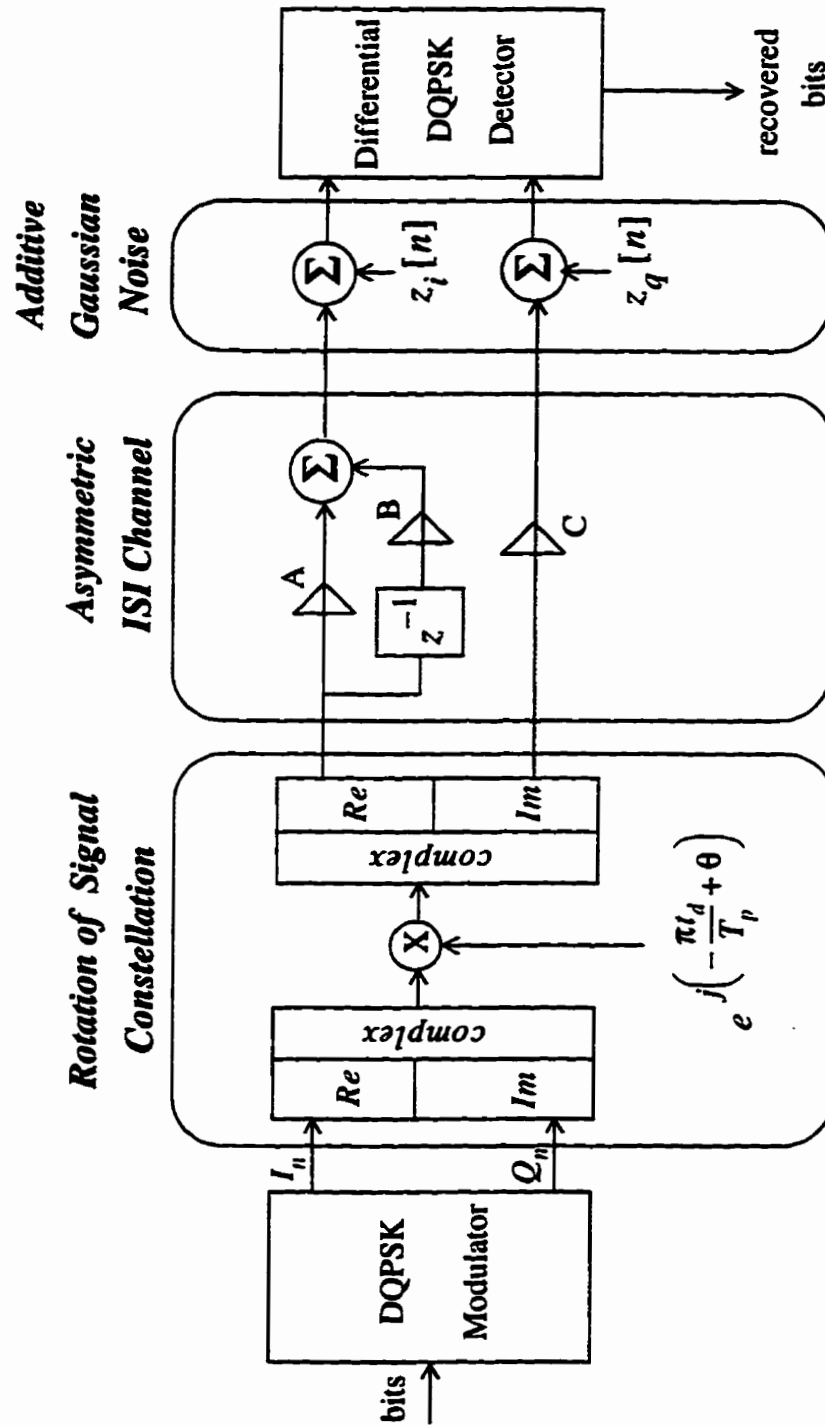 Rotation of Signal
Constellation
Asymmetric
ISI Channel
Additive
Gaussian
Noise
bits
DQPSK
Modulator
I_n
Q_n
Re
Im
complex
X
e^{j(-\frac{πt_d}{T_p} + θ)}
complex
Re
Im
A
z^{-1}
B
Σ
C
Σ
z_i [n]
Σ
z_q [n]
Differential
DQPSK
Detector
recovered
bits